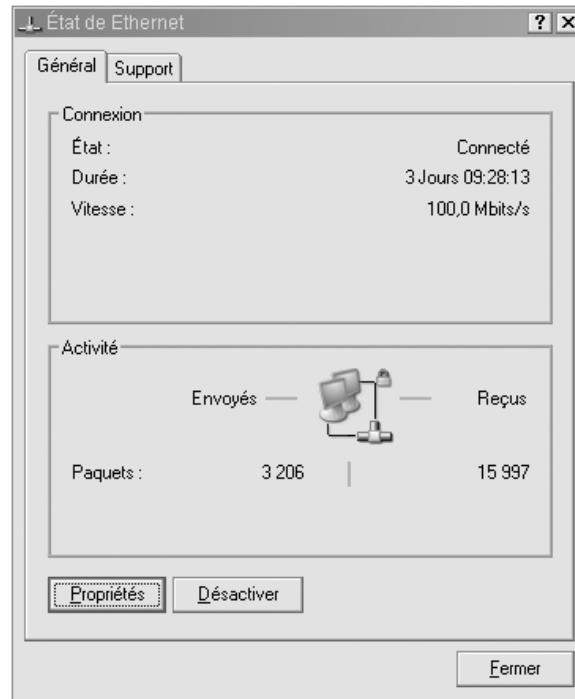 État de Ethernet
Général Support
Connexion
État : Connecté
Durée : 3 Jours 09:28:13
Vitesse : 100,0 Mbits/s
Activité
Envoyés Reçus
Paquets : 3 206 15 997
Propriétés Désactiver
Fermer